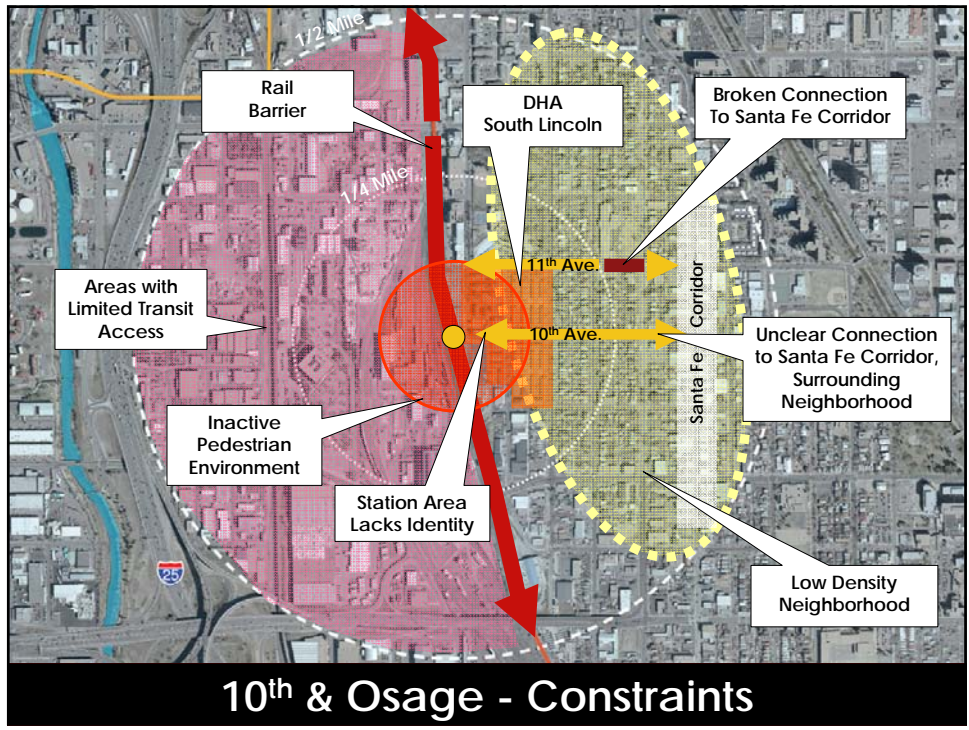 1/2 Mile
Rail
Barrier
DHA
South Lincoln
Broken Connection
To Santa Fe Corridor
1/4 Mile
11th Ave.
Areas with
Limited Transit
Access
10th Ave.
Santa Fe Corridor
Unclear Connection
to Santa Fe Corridor,
Surrounding
Neighborhood
Inactive
Pedestrian
Environment
Station Area
Lacks Identity
25
Low Density
Neighborhood
10th & Osage - Constraints